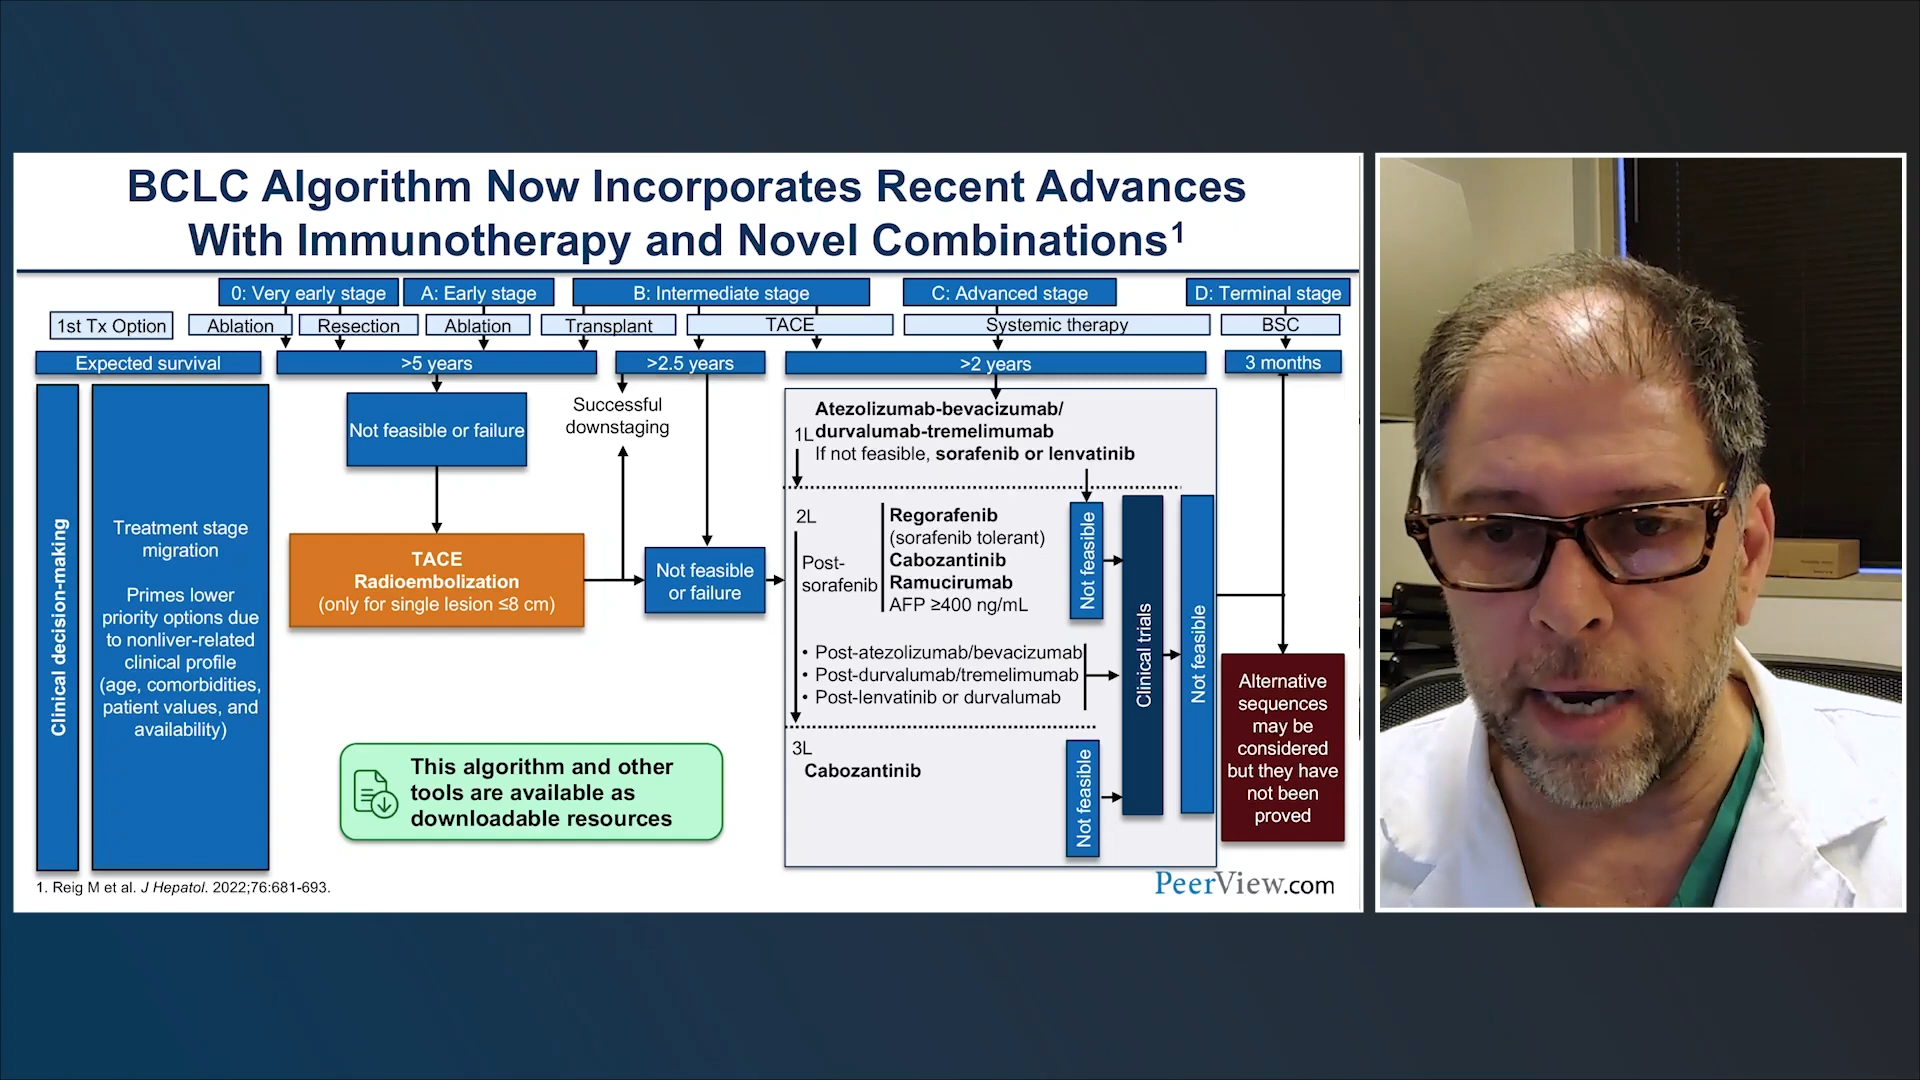 BCLC Algorithm Now Incorporates Recent Advances
With Immunotherapy and Novel Combinations¹
0: Very early stage
A: Early stage
B: Intermediate stage
C: Advanced stage
D: Terminal stage
1st Tx Option
Ablation
Resection
Ablation
Transplant
TACE
Systemic therapy
BSC
Expected survival
>5 years
>2.5 years
>2 years
3 months
Clinical decision-making
Treatment stage
migration
Primes lower
priority options due
to nonliver-related
clinical profile
(age, comorbidities,
patient values, and
availability)
Not feasible or failure
TACE
Radioembolization
(only for single lesion ≤8 cm)
Successful
downstaging
Not feasible
or failure
1L
Atezolizumab-bevacizumab/
durvalumab-tremelimumab
If not feasible, sorafenib or lenvatinib
2L
Post-
sorafenib
Regorafenib
(sorafenib tolerant)
Cabozantinib
Ramucirumab
AFP ≥400 ng/mL
Not feasible
• Post-atezolizumab/bevacizumab
• Post-durvalumab/tremelimumab
• Post-lenvatinib or durvalumab
3L
Cabozantinib
Not feasible
Clinical trials
Not feasible
Alternative
sequences
may be
considered
but they have
not been
proved
This algorithm and other
tools are available as
downloadable resources
1. Reig M et al. J Hepatol. 2022;76:681-693.
PeerView.com